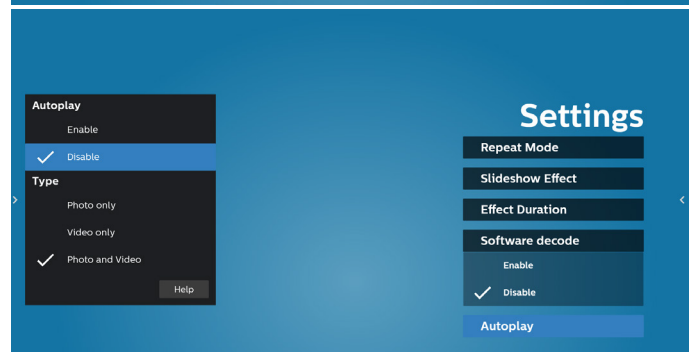 Autoplay
Enable
Disable
Type
Photo only
Video only
Photo and Video
Help
Settings
Repeat Mode
Slideshow Effect
Effect Duration
Software decode
Enable
Disable
Autoplay